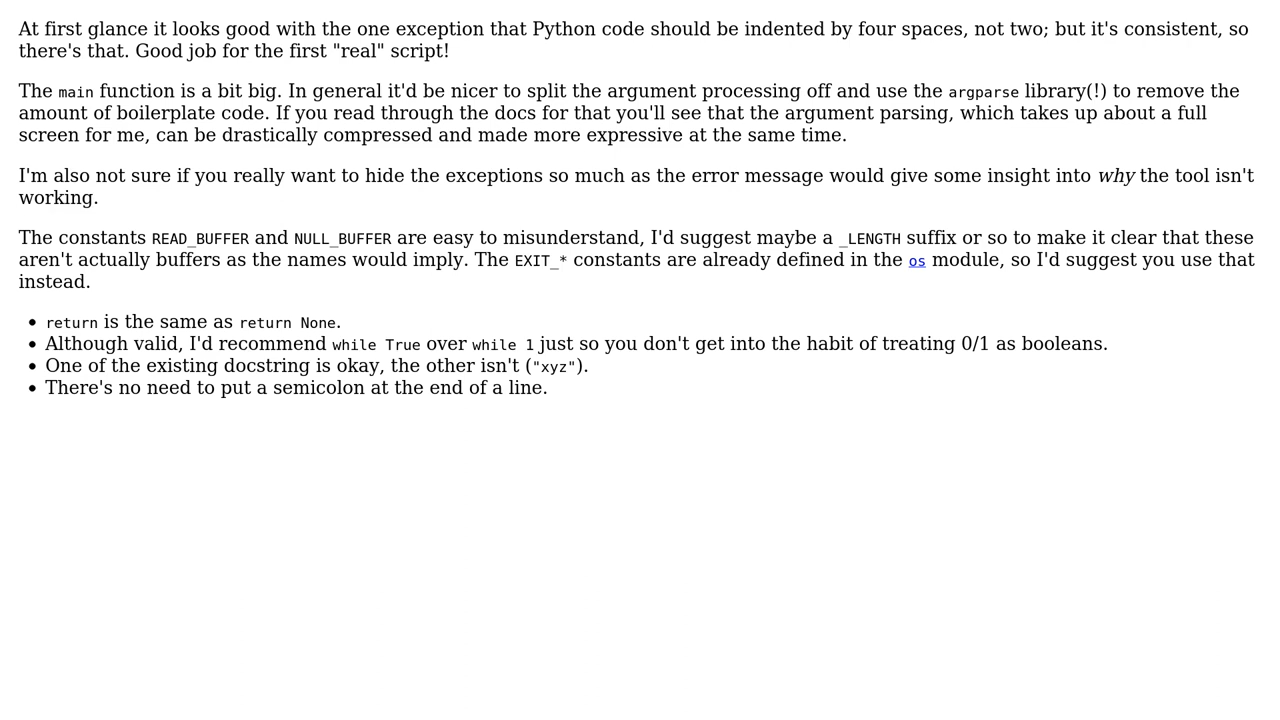 At first glance it looks good with the one exception that Python code should be indented by four spaces, not two; but it's consistent, so
there's that. Good job for the first "real" script!
The main function is a bit big. In general it'd be nicer to split the argument processing off and use the argparse library(!) to remove the
amount of boilerplate code. If you read through the docs for that you'll see that the argument parsing, which takes up about a full
screen for me, can be drastically compressed and made more expressive at the same time.
I'm also not sure if you really want to hide the exceptions so much as the error message would give some insight into why the tool isn't
working.
The constants READ_BUFFER and NULL_BUFFER are easy to misunderstand, I'd suggest maybe a _LENGTH suffix or so to make it clear that these
aren't actually buffers as the names would imply. The EXIT_* constants are already defined in the os module, so I'd suggest you use that
instead.
• return is the same as return None.
• Although valid, I'd recommend while True over while 1 just so you don't get into the habit of treating 0/1 as booleans.
• One of the existing docstring is okay, the other isn't ("xyz").
• There's no need to put a semicolon at the end of a line.